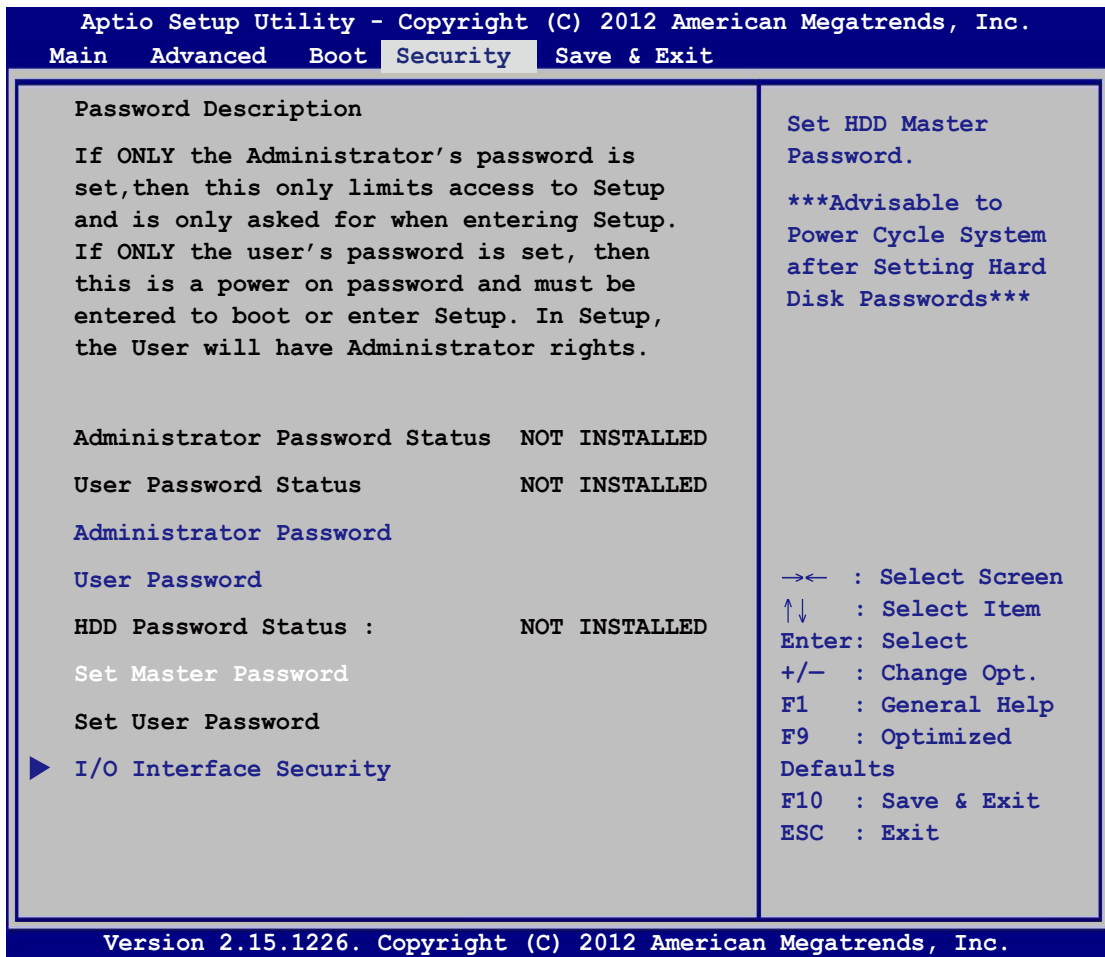 Aptio Setup Utility - Copyright (C) 2012 American Megatrends, Inc.
Main Advanced Boot Security Save & Exit
Password Description
If ONLY the Administrator’s password is
set,then this only limits access to Setup
and is only asked for when entering Setup.
If ONLY the user’s password is set, then
this is a power on password and must be
entered to boot or enter Setup. In Setup,
the User will have Administrator rights.
Administrator Password Status NOT INSTALLED
User Password Status NOT INSTALLED
Administrator Password
User Password
HDD Password Status : NOT INSTALLED
Set Master Password
Set User Password
I/O Interface Security
Set HDD Master
Password.
***Advisable to
Power Cycle System
after Setting Hard
Disk Passwords***
→← : Select Screen
↑↓ : Select Item
Enter: Select
+/— : Change Opt.
F1 : General Help
F9 : Optimized
Defaults
F10 : Save & Exit
ESC : Exit
Version 2.15.1226. Copyright (C) 2012 American Megatrends, Inc.